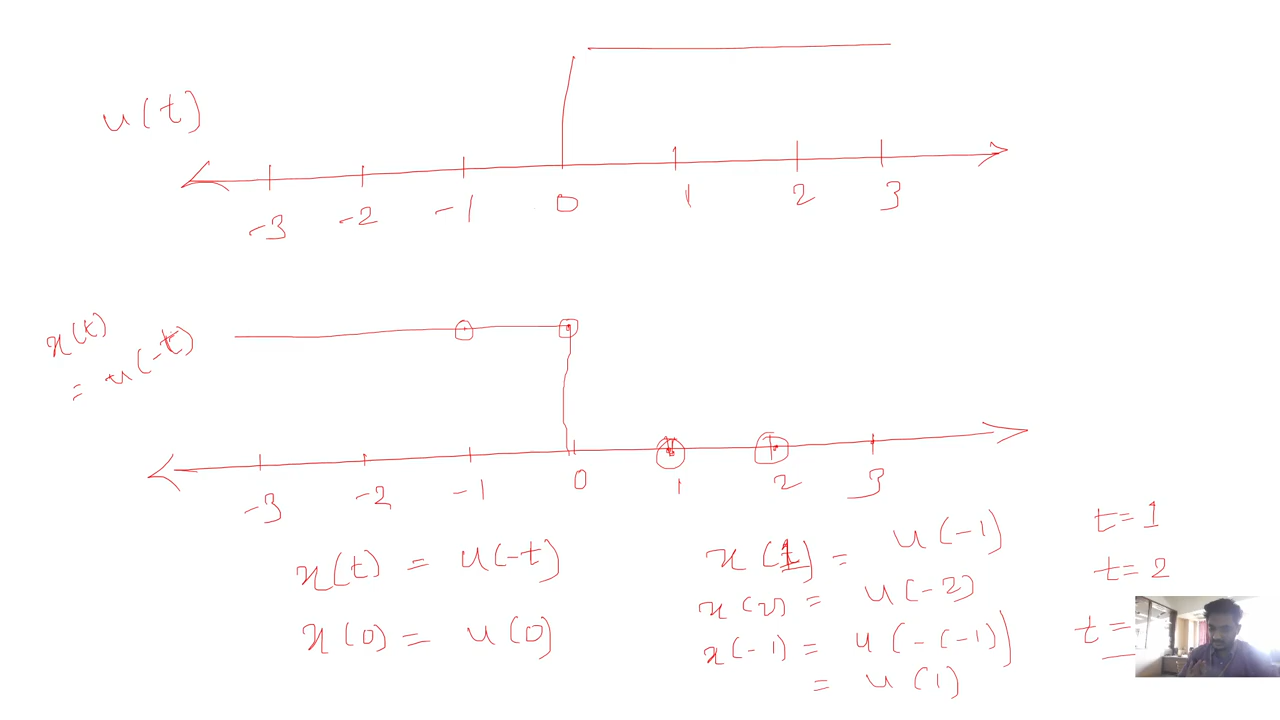 u(t)
-3 -2 -1 0 1 2 3
x(t)
= u(-t)
-3 -2 -1 0 1 2 3
x(t) = u(-t)
x(0) = u(0)
x(1) = u(-1)
x(2) = u(-2)
x(-1) = u(-(-1))
= u(1)
t=1
t=2
t=